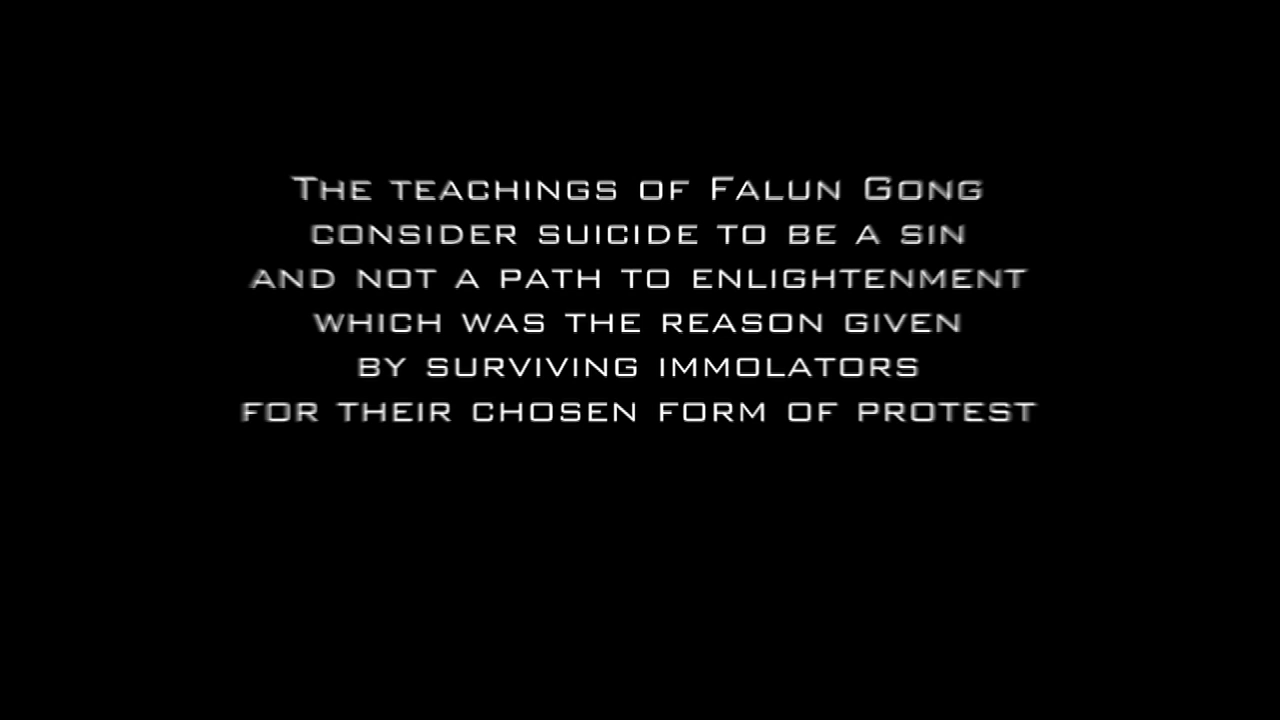 The teachings of Falun Gong
consider suicide to be a sin
and not a path to enlightenment
which was the reason given
by surviving immolators
for their chosen form of protest